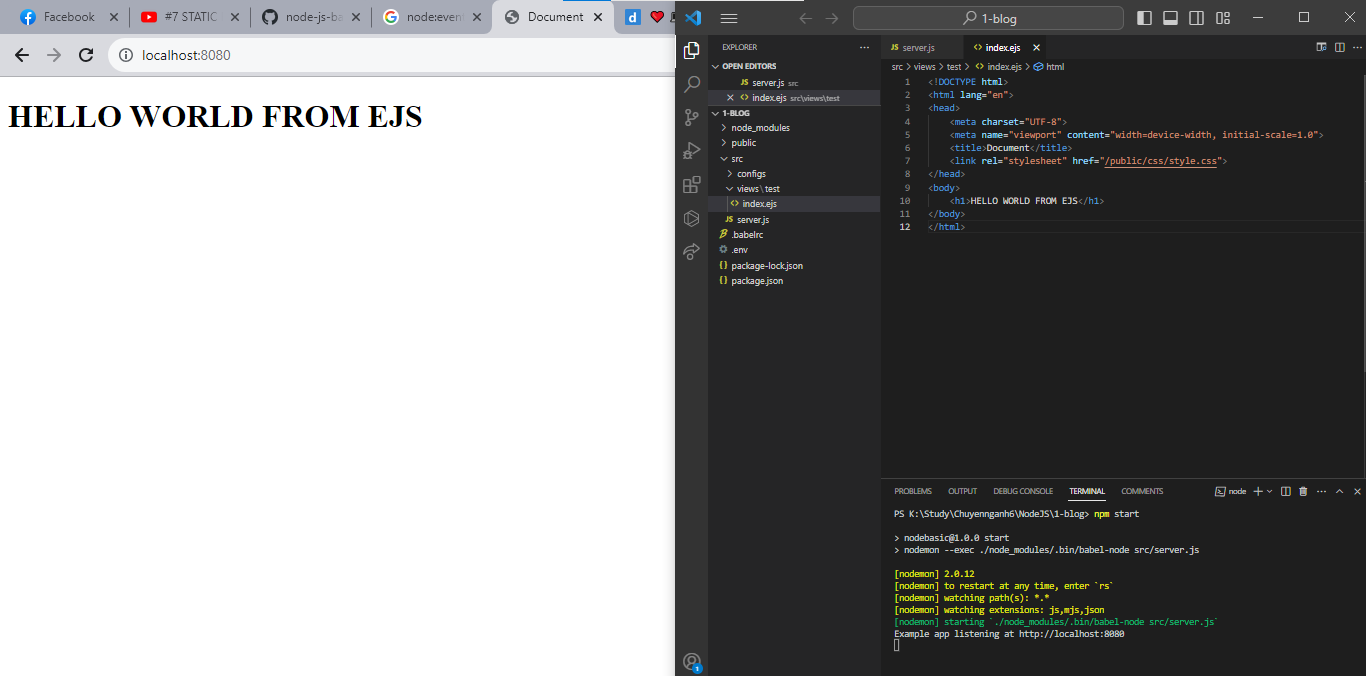 Facebook
#7 STATIC
node-js-ba
node:even
Document
d
localhost:8080
HELLO WORLD FROM EJS
1-blog
EXPLORER
OPEN EDITORS
JS server.js src
index.ejs src\views\test
1-BLOG
node_modules
public
src
configs
views \ test
index.ejs
JS server.js
.babelrc
.env
{} package-lock.json
{} package.json
1
JS server.js
<> index.ejs
src > views > test > <> index.ejs > html
1 <!DOCTYPE html>
2 <html lang="en">
3 <head>
4 <meta charset="UTF-8">
5 <meta name="viewport" content="width=device-width, initial-scale=1.0">
6 <title>Document</title>
7 <link rel="stylesheet" href="/public/css/style.css">
8 </head>
9 <body>
10 <h1>HELLO WORLD FROM EJS</h1>
11 </body>
12 </html>
PROBLEMS OUTPUT DEBUG CONSOLE TERMINAL COMMENTS node
PS K:\Study\Chuyennganh6\NodeJS\1-blog> npm start
> nodebasic@1.0.0 start
> nodemon --exec ./node_modules/.bin/babel-node src/server.js
[nodemon] 2.0.12
[nodemon] to restart at any time, enter `rs`
[nodemon] watching path(s): *.*
[nodemon] watching extensions: js,mjs,json
[nodemon] starting `./node_modules/.bin/babel-node src/server.js`
Example app listening at http://localhost:8080